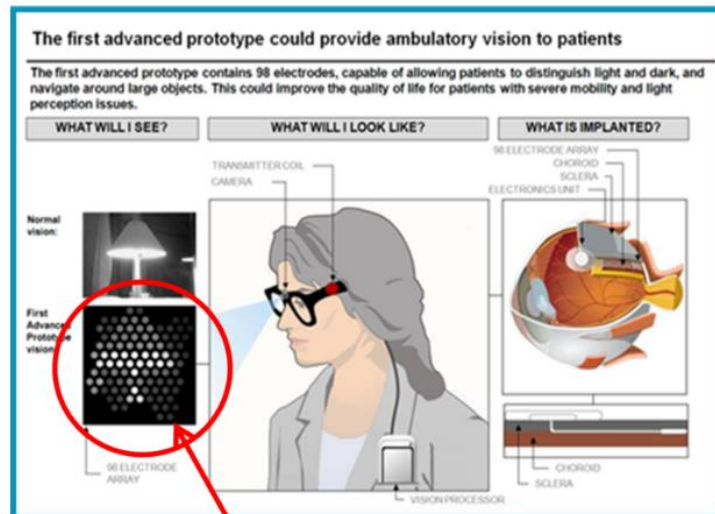 The first advanced prototype could provide ambulatory vision to patients
The first advanced prototype contains 98 electrodes, capable of allowing patients to distinguish light and dark, and
navigate around large objects. This could improve the quality of life for patients with severe mobility and light
perception issues.
WHAT WILL I SEE?
Normal
vision:
First
Advanced
Prototype
vision:
98 ELECTRODE
ARRAY
WHAT WILL I LOOK LIKE?
TRANSMITTER COIL
CAMERA
VISION PROCESSOR
WHAT IS IMPLANTED?
98 ELECTRODE ARRAY
CHOROID
SCLERA
ELECTRONICS UNIT
CHOROID
SCLERA